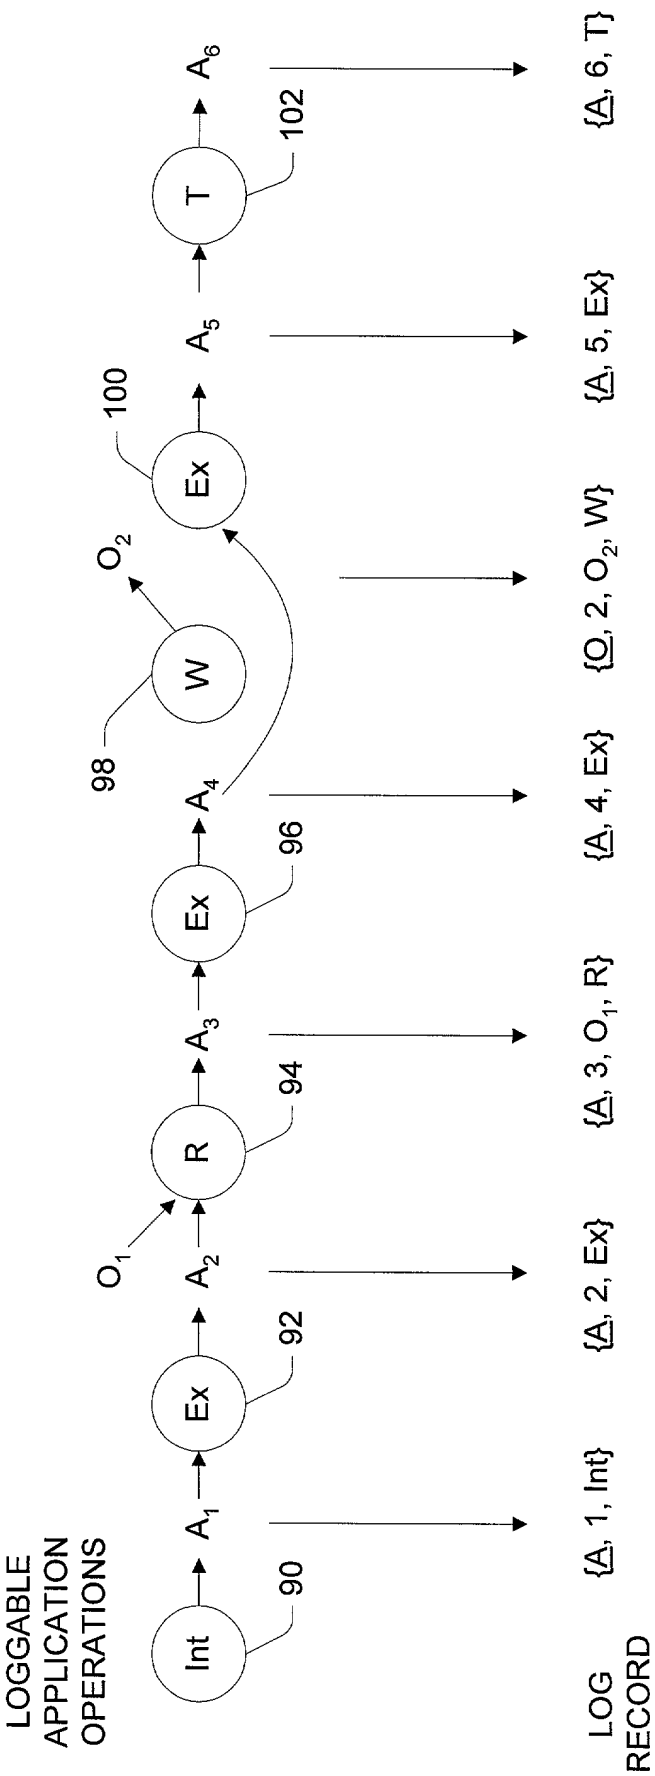 LOGGABLE
APPLICATION
OPERATIONS
O₁
98
O₂
100
Int
A₁
Ex
A₂
R
A₃
Ex
A₄
W
Ex
A₅
T
A₆
90
92
94
96
102
LOG
RECORD
{A, 1, Int}
{A, 2, Ex}
{A, 3, O₁, R}
{A, 4, Ex}
{O, 2, O₂, W}
{A, 5, Ex}
{A, 6, T}